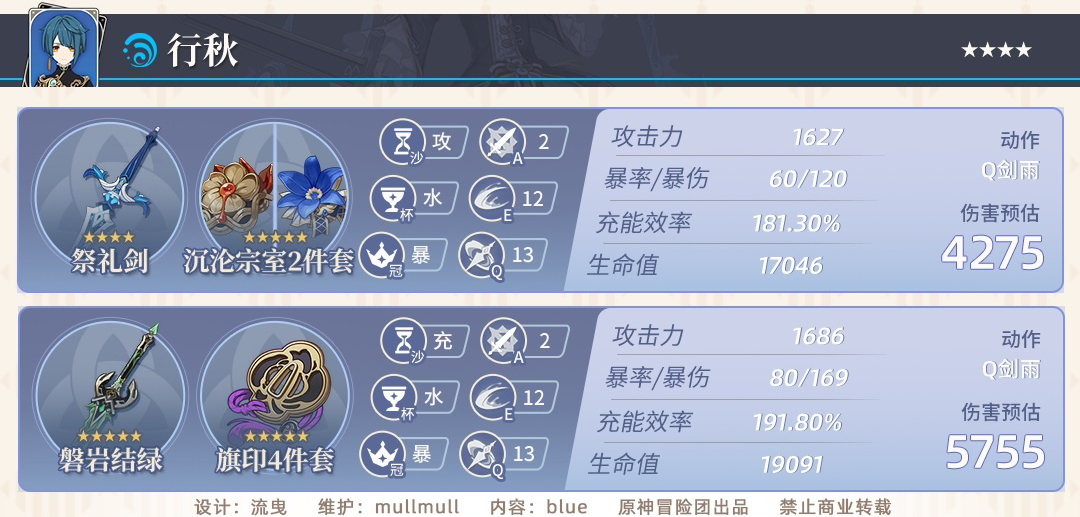 行秋
★★★★
攻击力 1627
暴率/暴伤 60/120
充能效率 181.30%
生命值 17046
动作
Q剑雨
伤害预估
4275
沙 攻
A 2
杯 水
E 12
冠 暴
Q 13
★★★★
祭礼剑
★★★★★
沉沦宗室2件套
攻击力 1686
暴率/暴伤 80/169
充能效率 191.80%
生命值 19091
动作
Q剑雨
伤害预估
5755
沙 充
A 2
杯 水
E 12
冠 暴
Q 13
★★★★★
磐岩结绿
★★★★★
旗印4件套
设计：流曳 维护：mullmull 内容：blue 原神冒险团出品 禁止商业转载